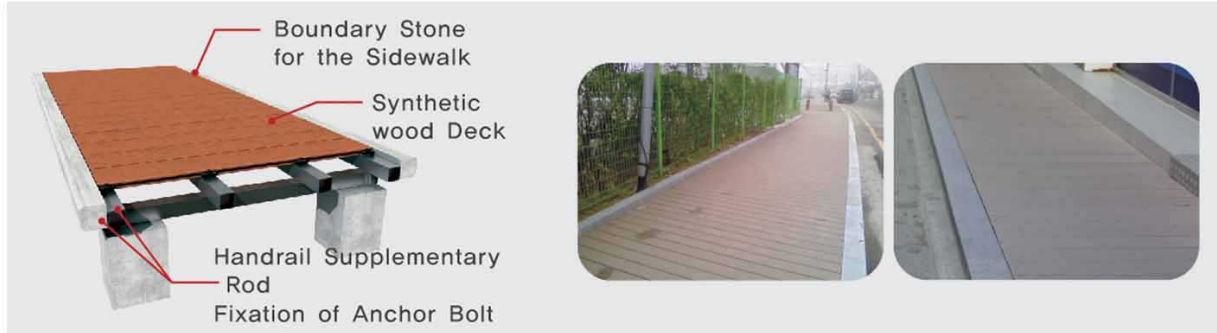 Boundary Stone
for the Sidewalk
Synthetic
wood Deck
Handrail Supplementary
Rod
Fixation of Anchor Bolt